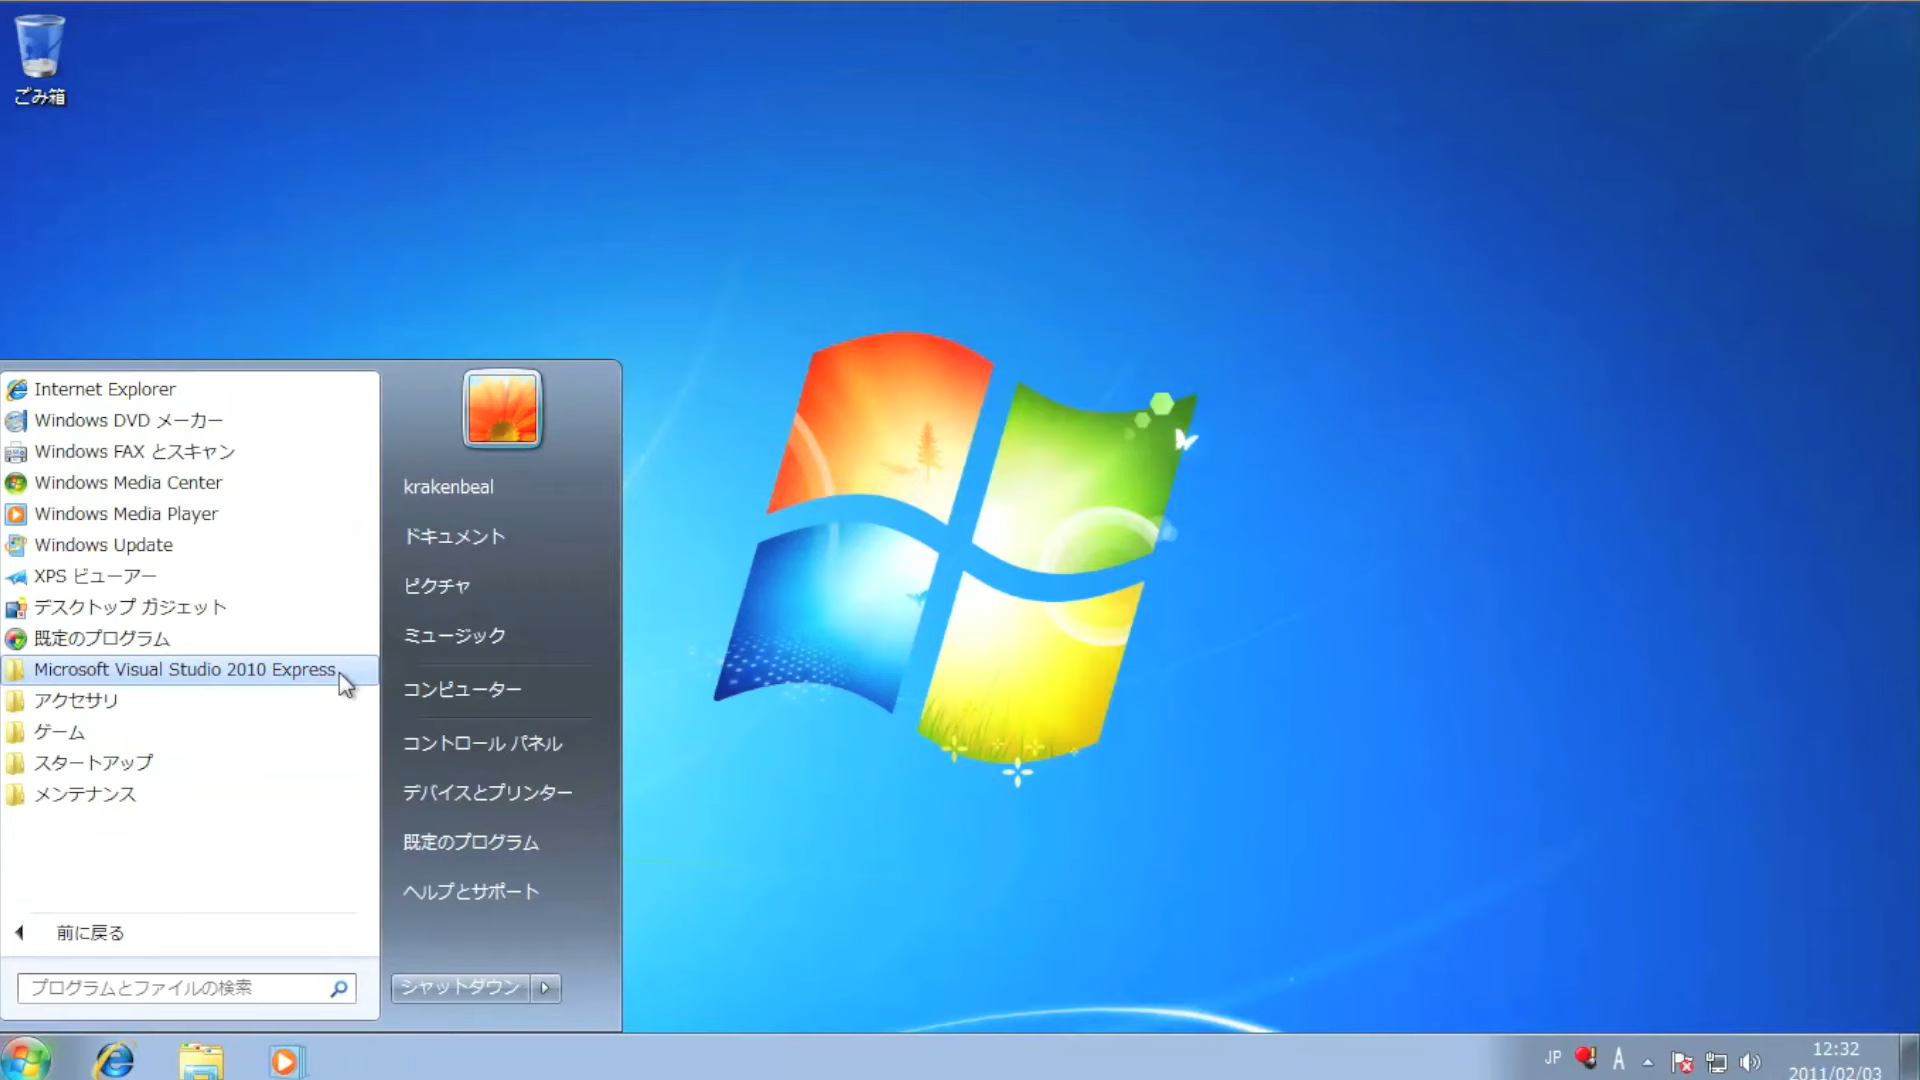 ごみ箱
Internet Explorer
Windows DVD メーカー
Windows FAX とスキャン
Windows Media Center
Windows Media Player
Windows Update
XPS ビューアー
デスクトップ ガジェット
既定のプログラム
Microsoft Visual Studio 2010 Express
アクセサリ
ゲーム
スタートアップ
メンテナンス
前に戻る
プログラムとファイルの検索
krakenbeal
ドキュメント
ピクチャ
ミュージック
コンピューター
コントロール パネル
デバイスとプリンター
既定のプログラム
ヘルプとサポート
シャットダウン
JP
A
12:32
2011/02/03